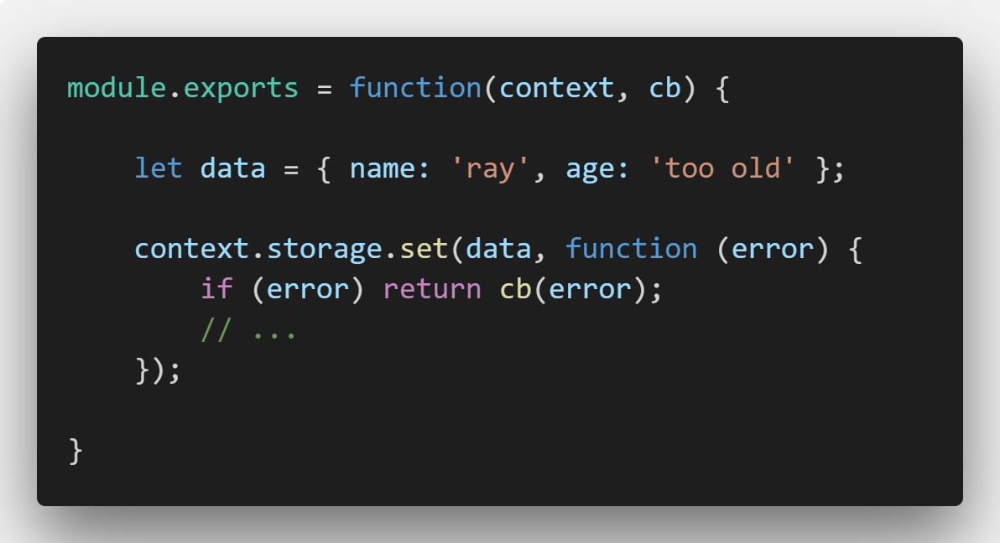 module.exports = function(context, cb) {
    let data = { name: 'ray', age: 'too old' };
    context.storage.set(data, function (error) {
        if (error) return cb(error);
        // ...
    });
}